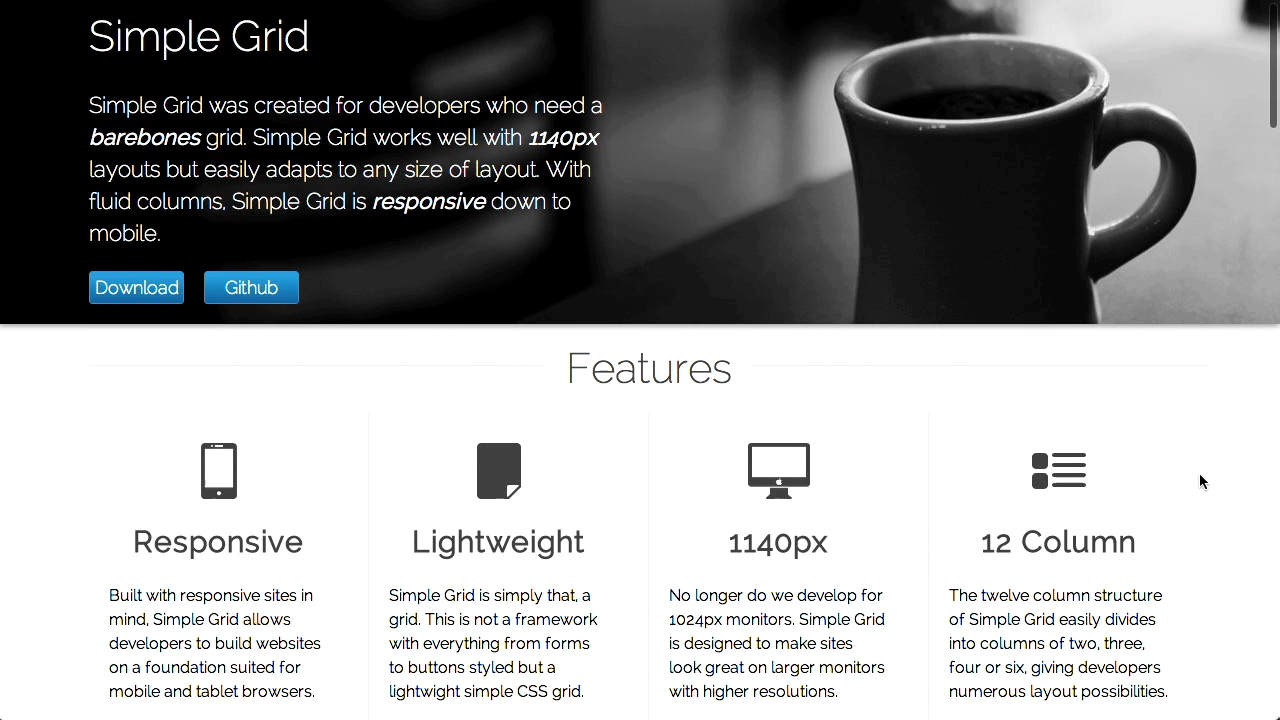 Simple Grid
Simple Grid was created for developers who need a
barebones grid. Simple Grid works well with 1140px
layouts but easily adapts to any size of layout. With
fluid columns, Simple Grid is responsive down to
mobile.
Download Github
Features
Responsive
Built with responsive sites in
mind, Simple Grid allows
developers to build websites
on a foundation suited for
mobile and tablet browsers.
Lightweight
Simple Grid is simply that, a
grid. This is not a framework
with everything from forms
to buttons styled but a
lightwight simple CSS grid.
1140px
No longer do we develop for
1024px monitors. Simple Grid
is designed to make sites
look great on larger monitors
with higher resolutions.
12 Column
The twelve column structure
of Simple Grid easily divides
into columns of two, three,
four or six, giving developers
numerous layout possibilities.